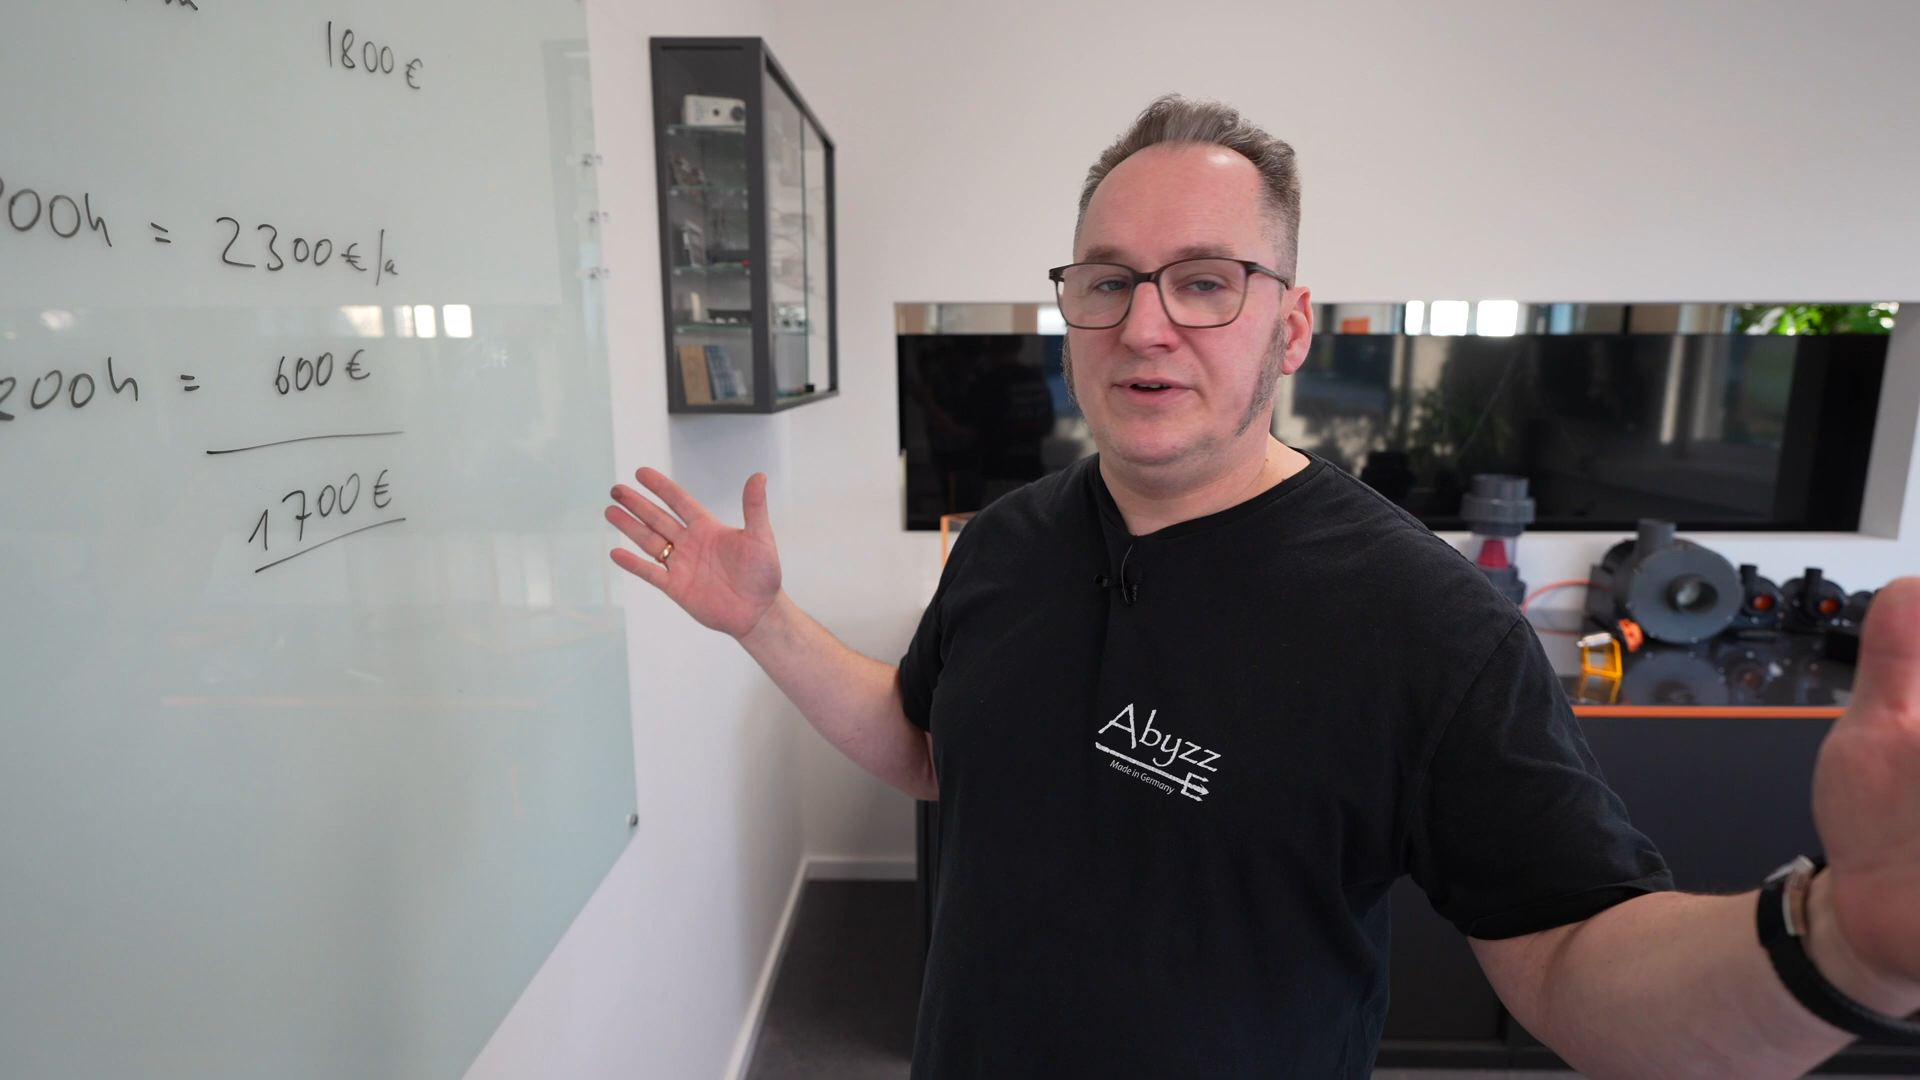 1800 €
00h = 2300 €/a
200h = 600 €
1700 €
Abyzz
Made in Germany